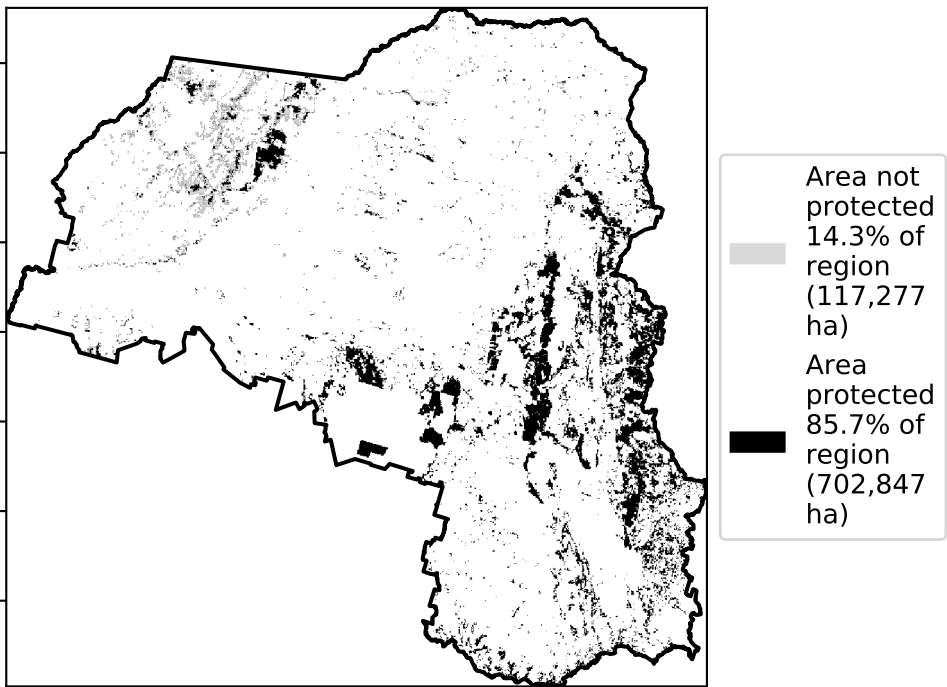 Area not
protected
14.3% of
region
(117,277
ha)
Area
protected
85.7% of
region
(702,847
ha)